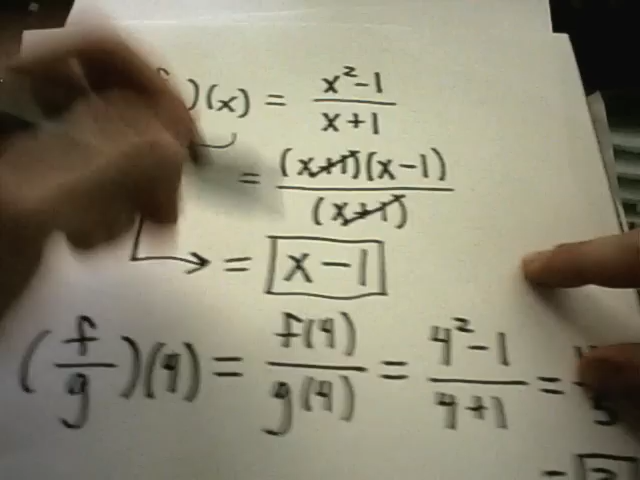 )(x) = x²-1 / x+1
= (x+1)(x-1) / (x+1)
= x-1
(f/g)(4) = f(4)/g(4) = 4²-1 / 4+1 =
=